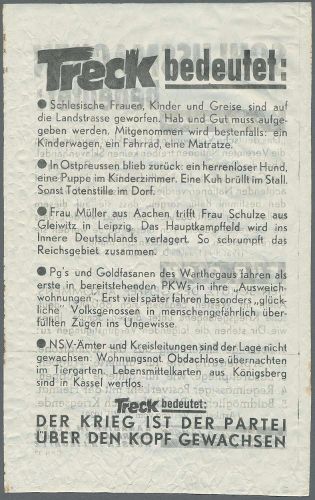 Treck bedeutet:
● Schlesische Frauen, Kinder und Greise sind auf
die Landstrasse geworfen. Hab und Gut muss aufge-
geben werden. Mitgenommen wird bestenfalls: ein
Kinderwagen, ein Fahrrad, eine Matratze.
● In Ostpreussen blieb zurück: ein herrenloser Hund,
eine Puppe im Kinderzimmer. Eine Kuh brüllt im Stall.
Sonst Totenstille im Dorf.
● Frau Müller aus Aachen trifft Frau Schulze aus
Gleiwitz in Leipzig. Das Hauptkampffeld wird ins
Innere Deutschlands verlagert. So schrumpft das
Reichsgebiet zusammen.
● Pg's und Goldfasanen des Warthegaus fahren als
erste in bereitstehenden PKWs in ihre „Ausweich-
wohnungen". Erst viel später fahren besonders „glück-
liche" Volksgenossen in menschengefährlich über-
füllten Zügen ins Ungewisse.
● NSV-Ämter und Kreisleitungen sind der Lage nicht
gewachsen. Wohnungsnot. Obdachlose übernachten
im Tiergarten. Lebensmittelkarten aus Königsberg
sind in Kassel wertlos.
Treck bedeutet:
DER KRIEG IST DER PARTEI
ÜBER DEN KOPF GEWACHSEN